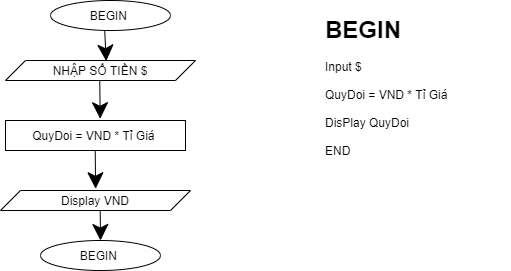 BEGIN
NHẬP SỐ TIỀN $
QuyDoi = VND * Tỉ Giá
Display VND
BEGIN
BEGIN
Input $
QuyDoi = VND * Tỉ Giá
DisPlay QuyDoi
END